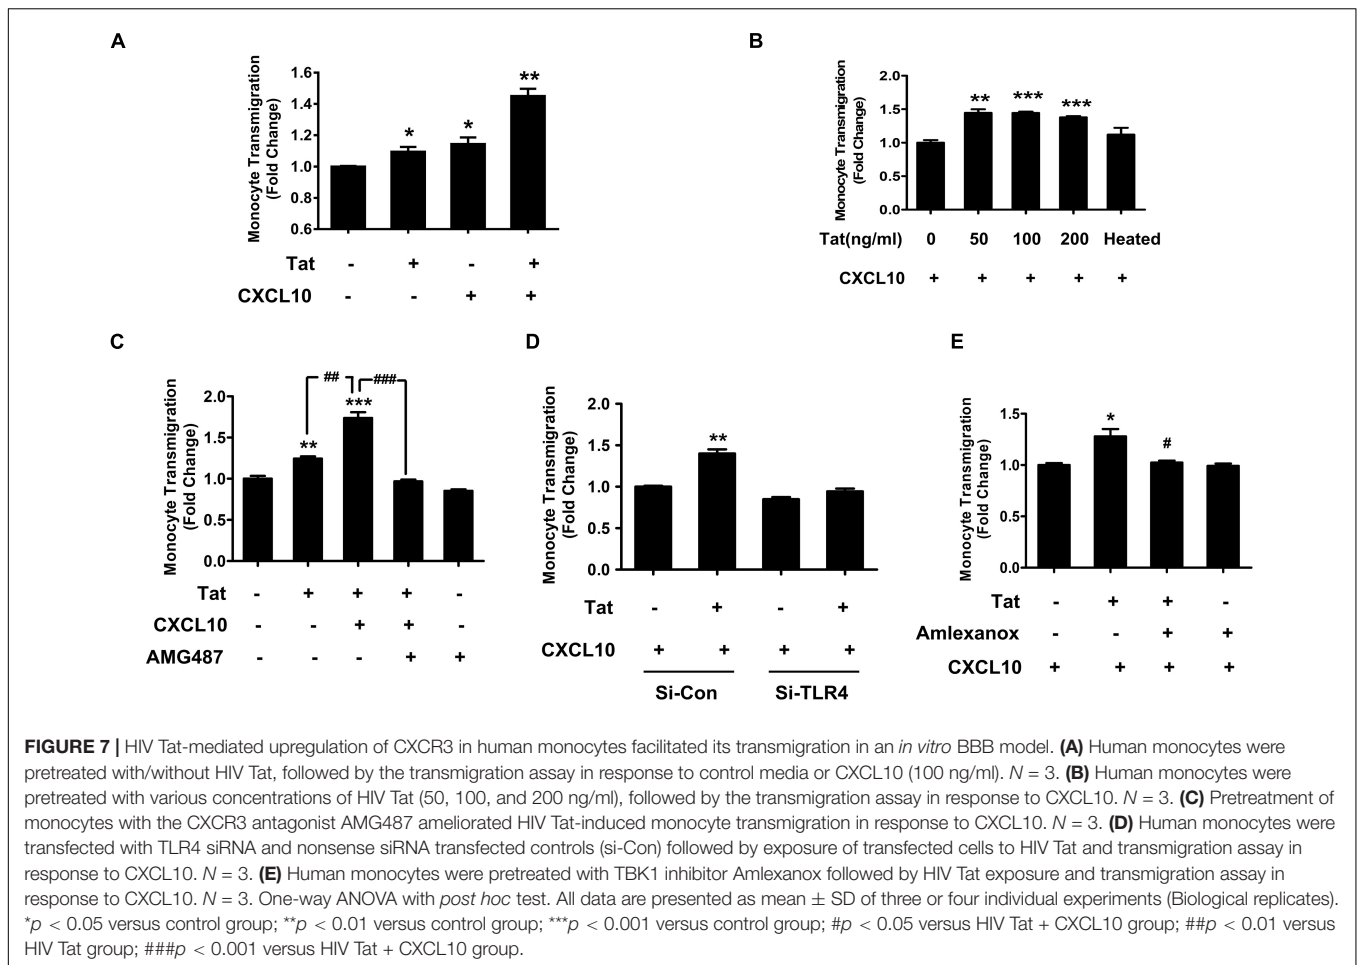 A
Monocyte Transmigration
(Fold Change)
1.6
1.4
1.2
1.0
0.8
0.6
* * **
Tat - + - +
CXCL10 - - + +
B
Monocyte Transmigration
(Fold Change)
2.0
1.5
1.0
0.5
0.0
** *** ***
Tat(ng/ml) 0 50 100 200 Heated
CXCL10 + + + + +
C
Monocyte Transmigration
(Fold Change)
## ###
2.0
1.5
1.0
0.5
0.0
** ***
Tat - + + + -
CXCL10 - - + + -
AMG487 - - - + +
D
Monocyte Transmigration
(Fold Change)
2.0
1.5
1.0
0.5
0.0
**
Tat - + - +
CXCL10 + + + +
Si-Con Si-TLR4
E
Monocyte Transmigration
(Fold Change)
1.5
1.0
0.5
0.0
* #
Tat - + + -
Amlexanox - - + +
CXCL10 + + + +
FIGURE 7 | HIV Tat-mediated upregulation of CXCR3 in human monocytes facilitated its transmigration in an in vitro BBB model. (A) Human monocytes were
pretreated with/without HIV Tat, followed by the transmigration assay in response to control media or CXCL10 (100 ng/ml). N = 3. (B) Human monocytes were
pretreated with various concentrations of HIV Tat (50, 100, and 200 ng/ml), followed by the transmigration assay in response to CXCL10. N = 3. (C) Pretreatment of
monocytes with the CXCR3 antagonist AMG487 ameliorated HIV Tat-induced monocyte transmigration in response to CXCL10. N = 3. (D) Human monocytes were
transfected with TLR4 siRNA and nonsense siRNA transfected controls (si-Con) followed by exposure of transfected cells to HIV Tat and transmigration assay in
response to CXCL10. N = 3. (E) Human monocytes were pretreated with TBK1 inhibitor Amlexanox followed by HIV Tat exposure and transmigration assay in
response to CXCL10. N = 3. One-way ANOVA with post hoc test. All data are presented as mean ± SD of three or four individual experiments (Biological replicates).
*p < 0.05 versus control group; **p < 0.01 versus control group; ***p < 0.001 versus control group; #p < 0.05 versus HIV Tat + CXCL10 group; ##p < 0.01 versus
HIV Tat group; ###p < 0.001 versus HIV Tat + CXCL10 group.